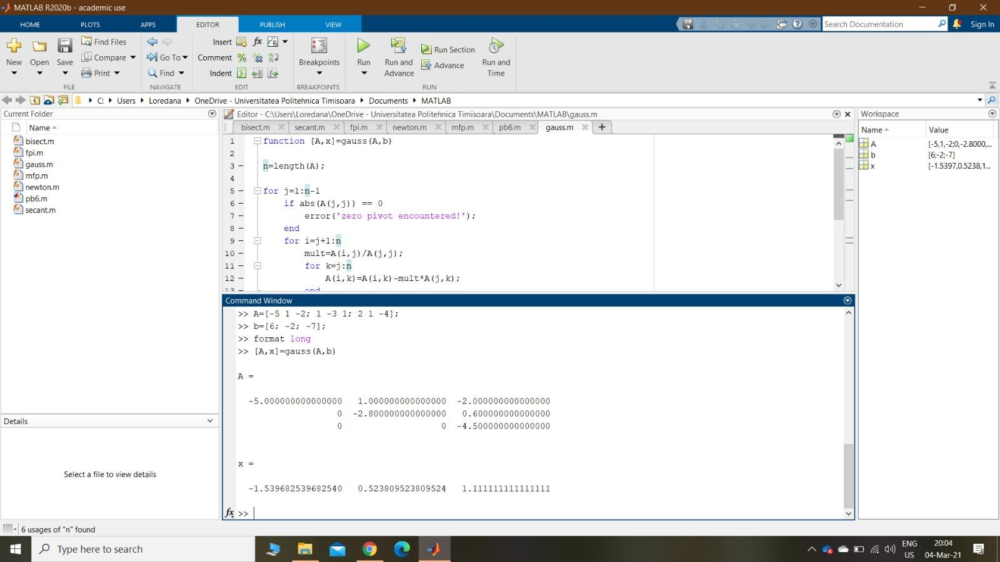 MATLAB R2020b - academic use
HOME PLOTS APPS EDITOR PUBLISH VIEW
Search Documentation
Sign In
New
Open
Save
Find Files
Compare
Print
FILE
Go To
Find
NAVIGATE
Insert
fx
Comment
Indent
EDIT
Breakpoints
BREAKPOINTS
Run
Run and Advance
Run Section
Advance
Run and Time
RUN
C: Users Loredana OneDrive - Universitatea Politehnica Timisoara Documents MATLAB
Current Folder
Name
bisect.m
fpi.m
gauss.m
mfp.m
newton.m
pb6.m
secant.m
Details
Select a file to view details
Editor - C:\Users\Loredana\OneDrive - Universitatea Politehnica Timisoara\Documents\MATLAB\gauss.m
bisect.m secant.m fpi.m newton.m mfp.m pb6.m gauss.m
1 function [A,x]=gauss(A,b)
2
3 n=length(A);
4
5 for j=1:n-1
6 if abs(A(j,j)) == 0
7 error('zero pivot encountered!');
8 end
9 for i=j+1:n
10 mult=A(i,j)/A(j,j);
11 for k=j:n
12 A(i,k)=A(i,k)-mult*A(j,k);
13 end
Command Window
>> A=[-5 1 -2; 1 -3 1; 2 1 -4];
>> b=[6; -2; -7];
>> format long
>> [A,x]=gauss(A,b)
A =
-5.000000000000000 1.000000000000000 -2.000000000000000
0 -2.800000000000000 0.600000000000000
0 0 -4.500000000000000
x =
-1.539682539682540 0.523809523809524 1.111111111111111
fx >>
Workspace
Name Value
A [-5,1,-2;0,-2.8000,...
b [6;-2;-7]
x [-1.5397,0.5238,1...
6 usages of "n" found
Type here to search
ENG
US
20:04
04-Mar-21